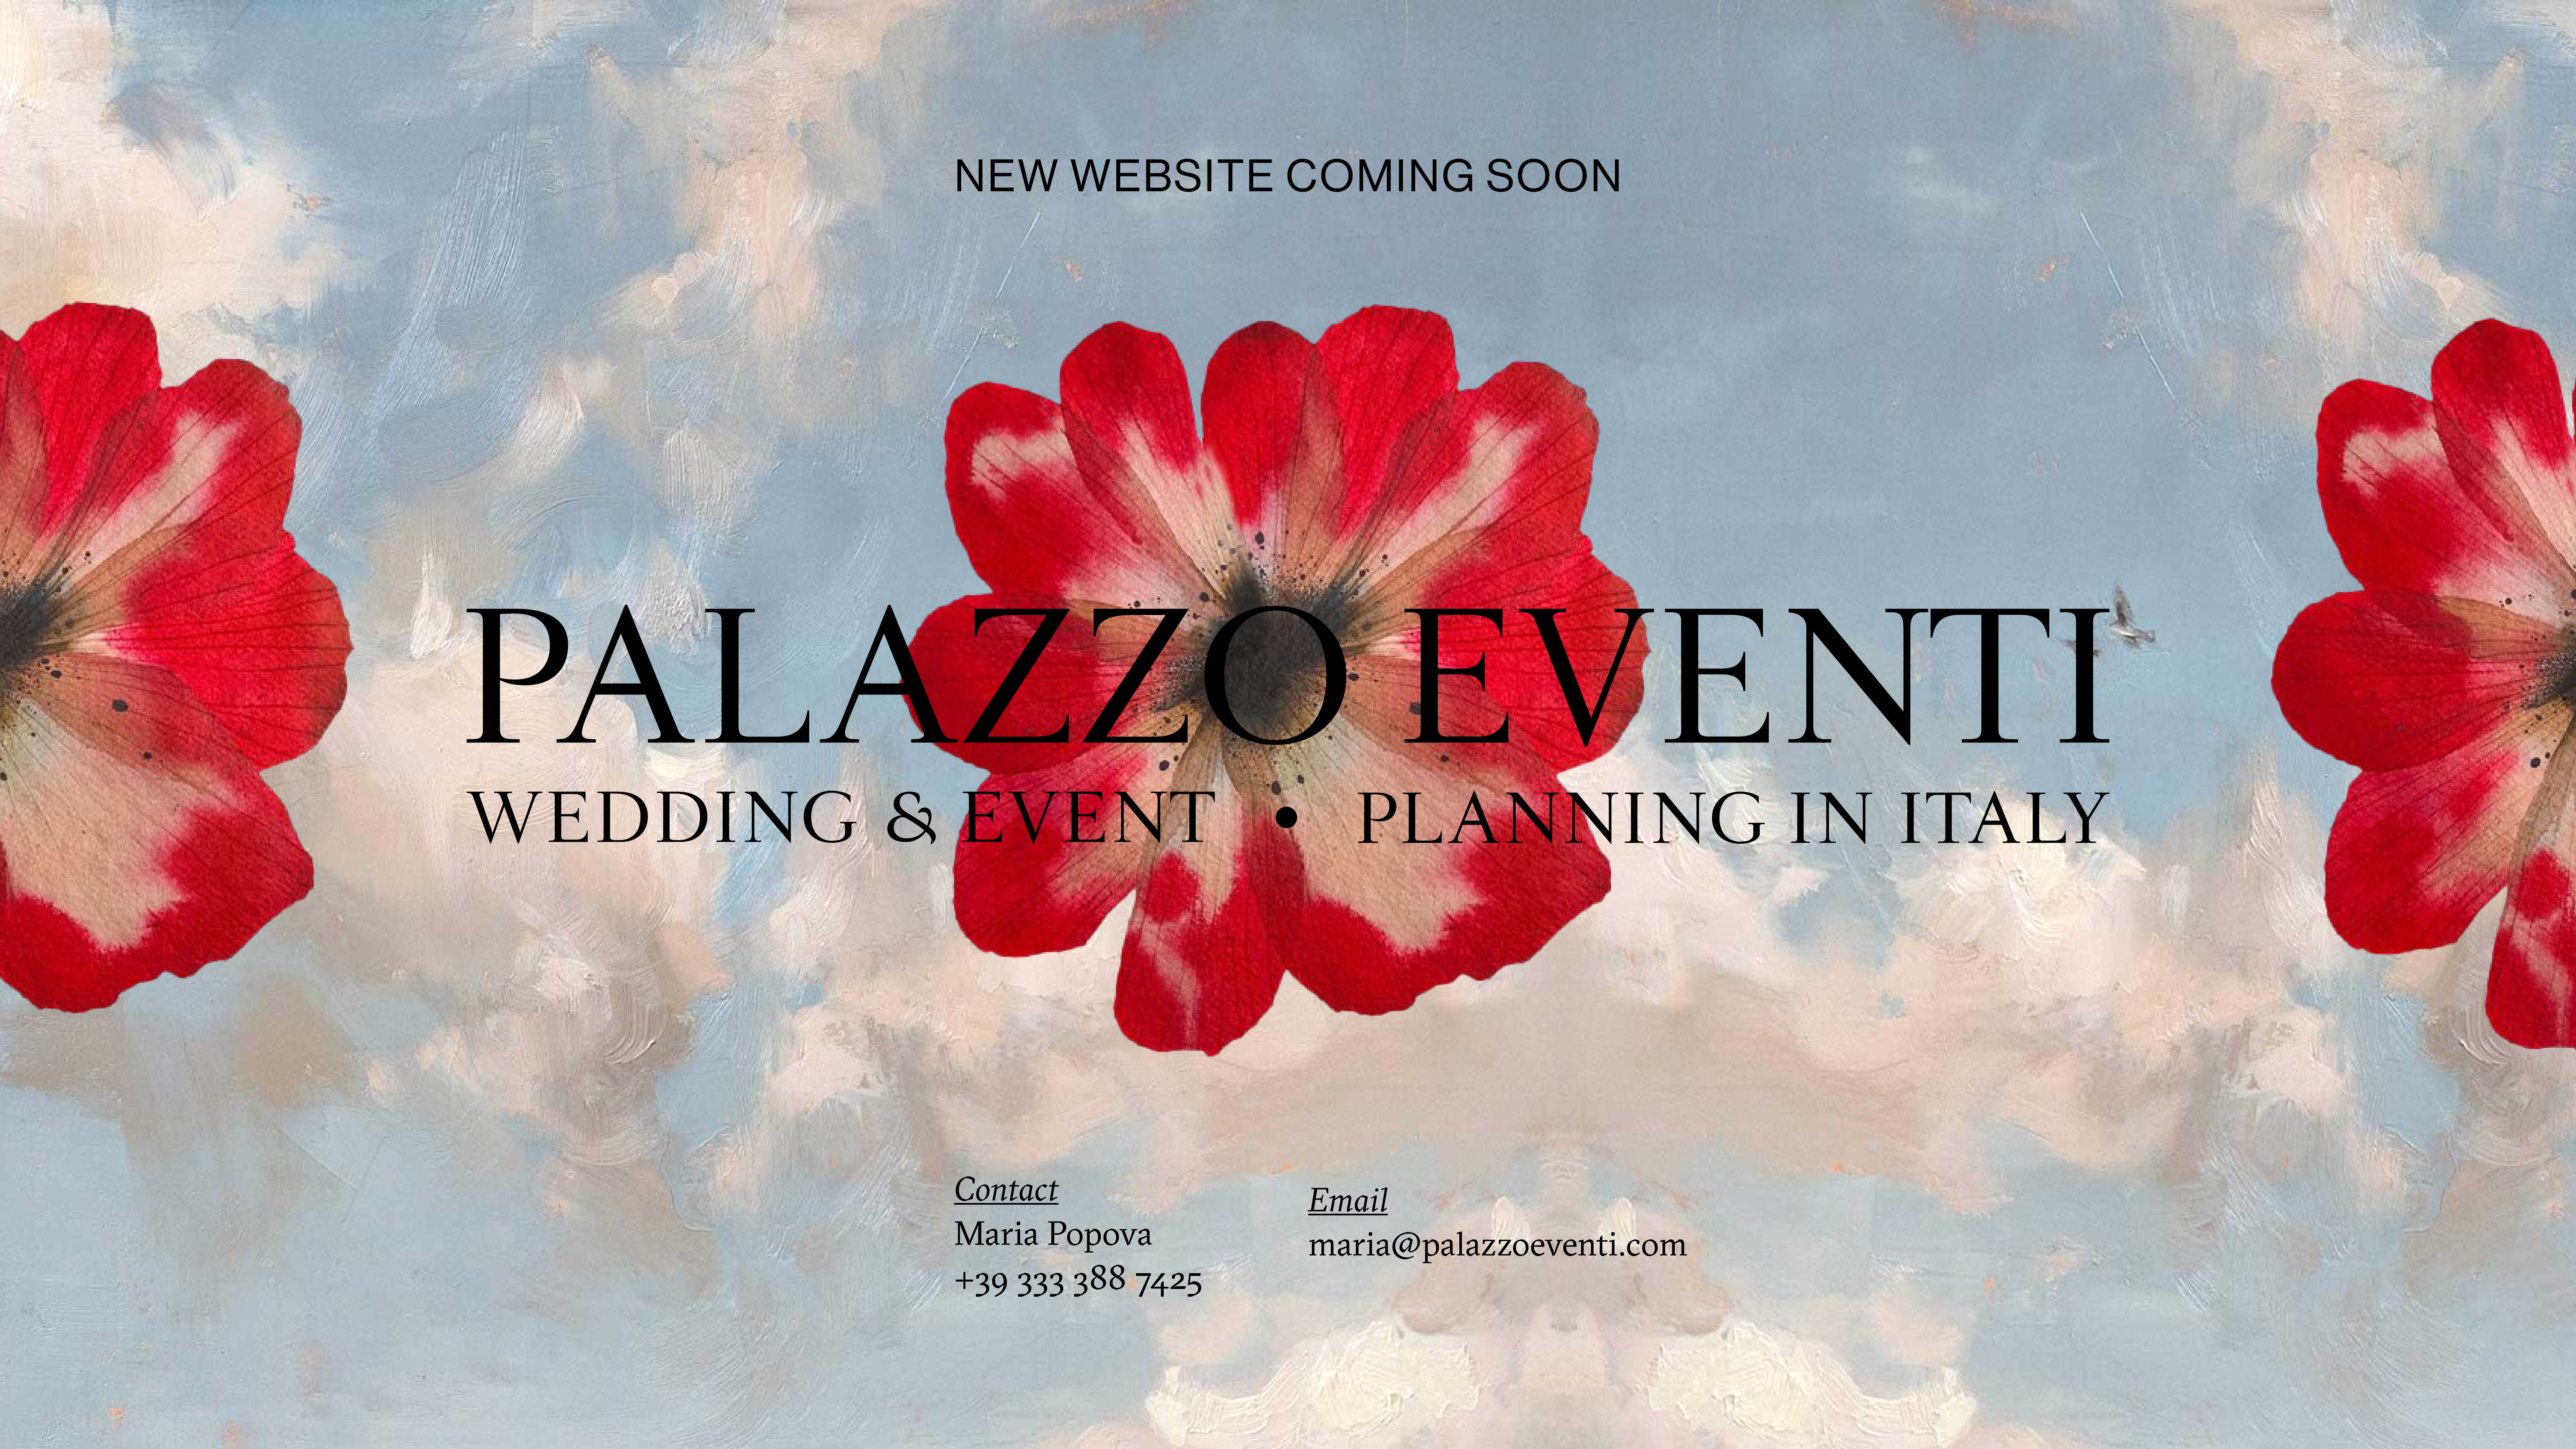 NEW WEBSITE COMING SOON
PALAZZO EVENTI
WEDDING & EVENT • PLANNING IN ITALY
Contact
Maria Popova
+39 333 388 7425
Email
maria@palazzoeventi.com